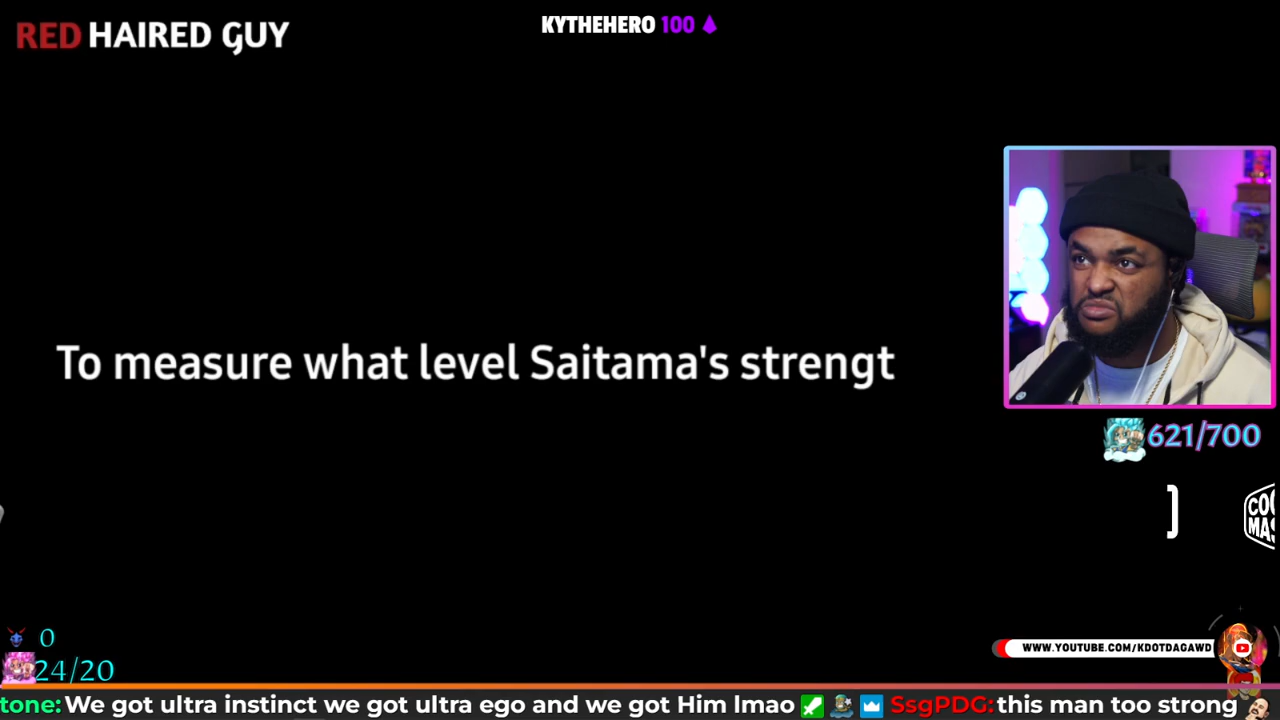 RED HAIRED GUY
KYTHEHERO 100
To measure what level Saitama's strengt
621/700
0
24/20
WWW.YOUTUBE.COM/KDOTDAGAWD
tone: We got ultra instinct we got ultra ego and we got Him lmao SsgPDG: this man too strong